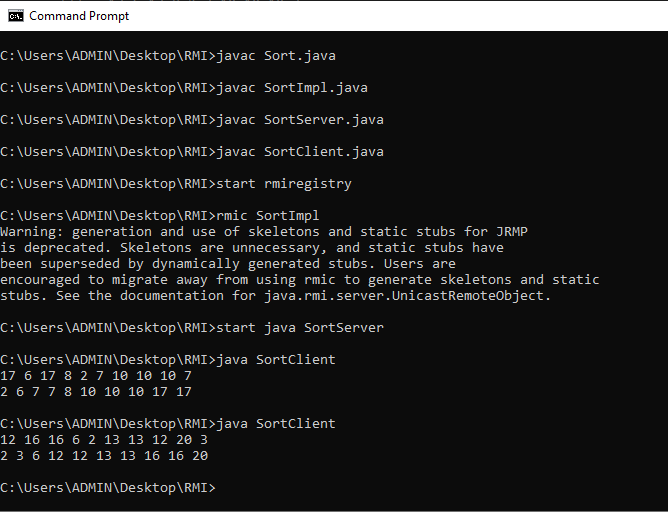 Command Prompt
C:\Users\ADMIN\Desktop\RMI>javac Sort.java
C:\Users\ADMIN\Desktop\RMI>javac SortImpl.java
C:\Users\ADMIN\Desktop\RMI>javac SortServer.java
C:\Users\ADMIN\Desktop\RMI>javac SortClient.java
C:\Users\ADMIN\Desktop\RMI>start rmiregistry
C:\Users\ADMIN\Desktop\RMI>rmic SortImpl
Warning: generation and use of skeletons and static stubs for JRMP
is deprecated. Skeletons are unnecessary, and static stubs have
been superseded by dynamically generated stubs. Users are
encouraged to migrate away from using rmic to generate skeletons and static
stubs. See the documentation for java.rmi.server.UnicastRemoteObject.
C:\Users\ADMIN\Desktop\RMI>start java SortServer
C:\Users\ADMIN\Desktop\RMI>java SortClient
17 6 17 8 2 7 10 10 10 7
2 6 7 7 8 10 10 10 17 17
C:\Users\ADMIN\Desktop\RMI>java SortClient
12 16 16 6 2 13 13 12 20 3
2 3 6 12 12 13 13 16 16 20
C:\Users\ADMIN\Desktop\RMI>